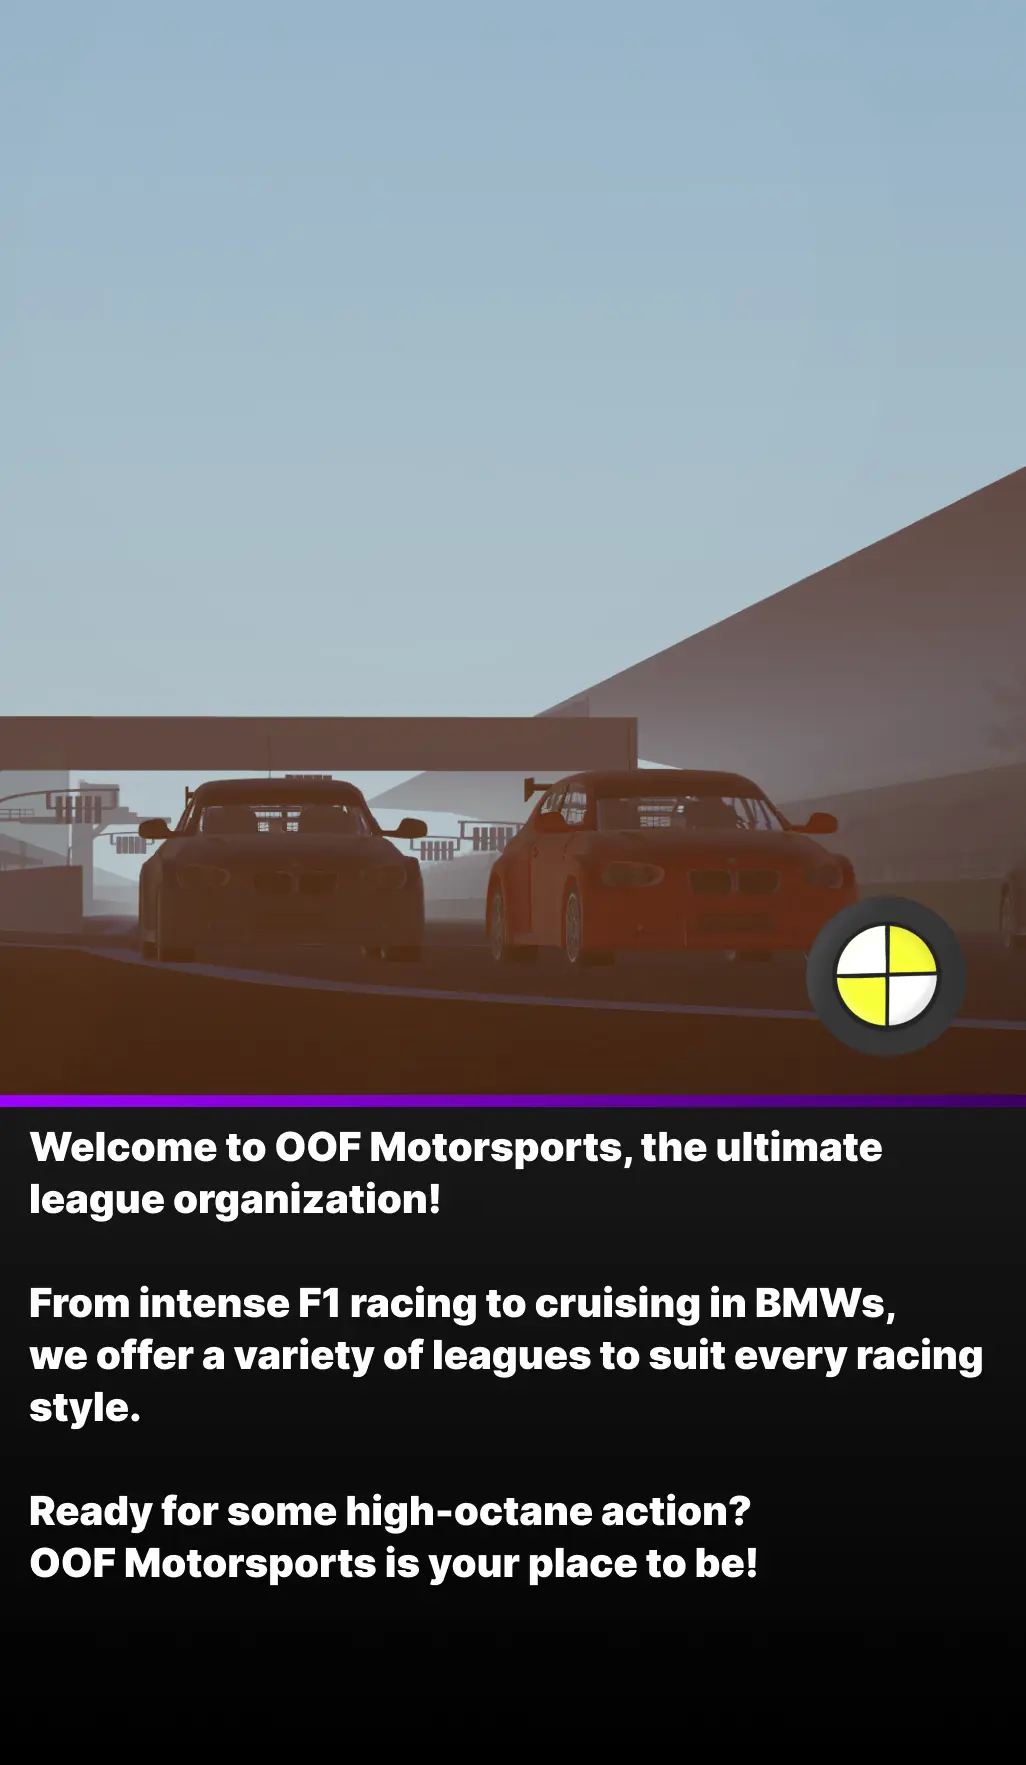 Welcome to OOF Motorsports, the ultimate
league organization!
From intense F1 racing to cruising in BMWs,
we offer a variety of leagues to suit every racing
style.
Ready for some high-octane action?
OOF Motorsports is your place to be!